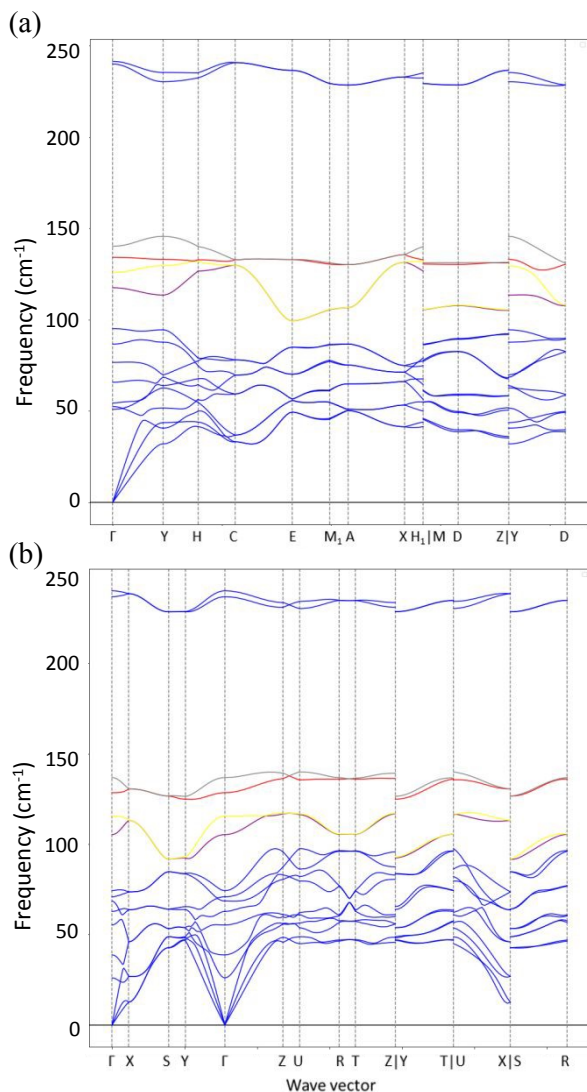 (a)
250
200
150
100
50
0
Frequency (cm-1)
Γ Y H C E M1 A X H1|M D Z|Y D
(b)
250
200
150
100
50
0
Frequency (cm-1)
Γ X S Y Γ Z U R T Z|Y T|U X|S R
Wave vector